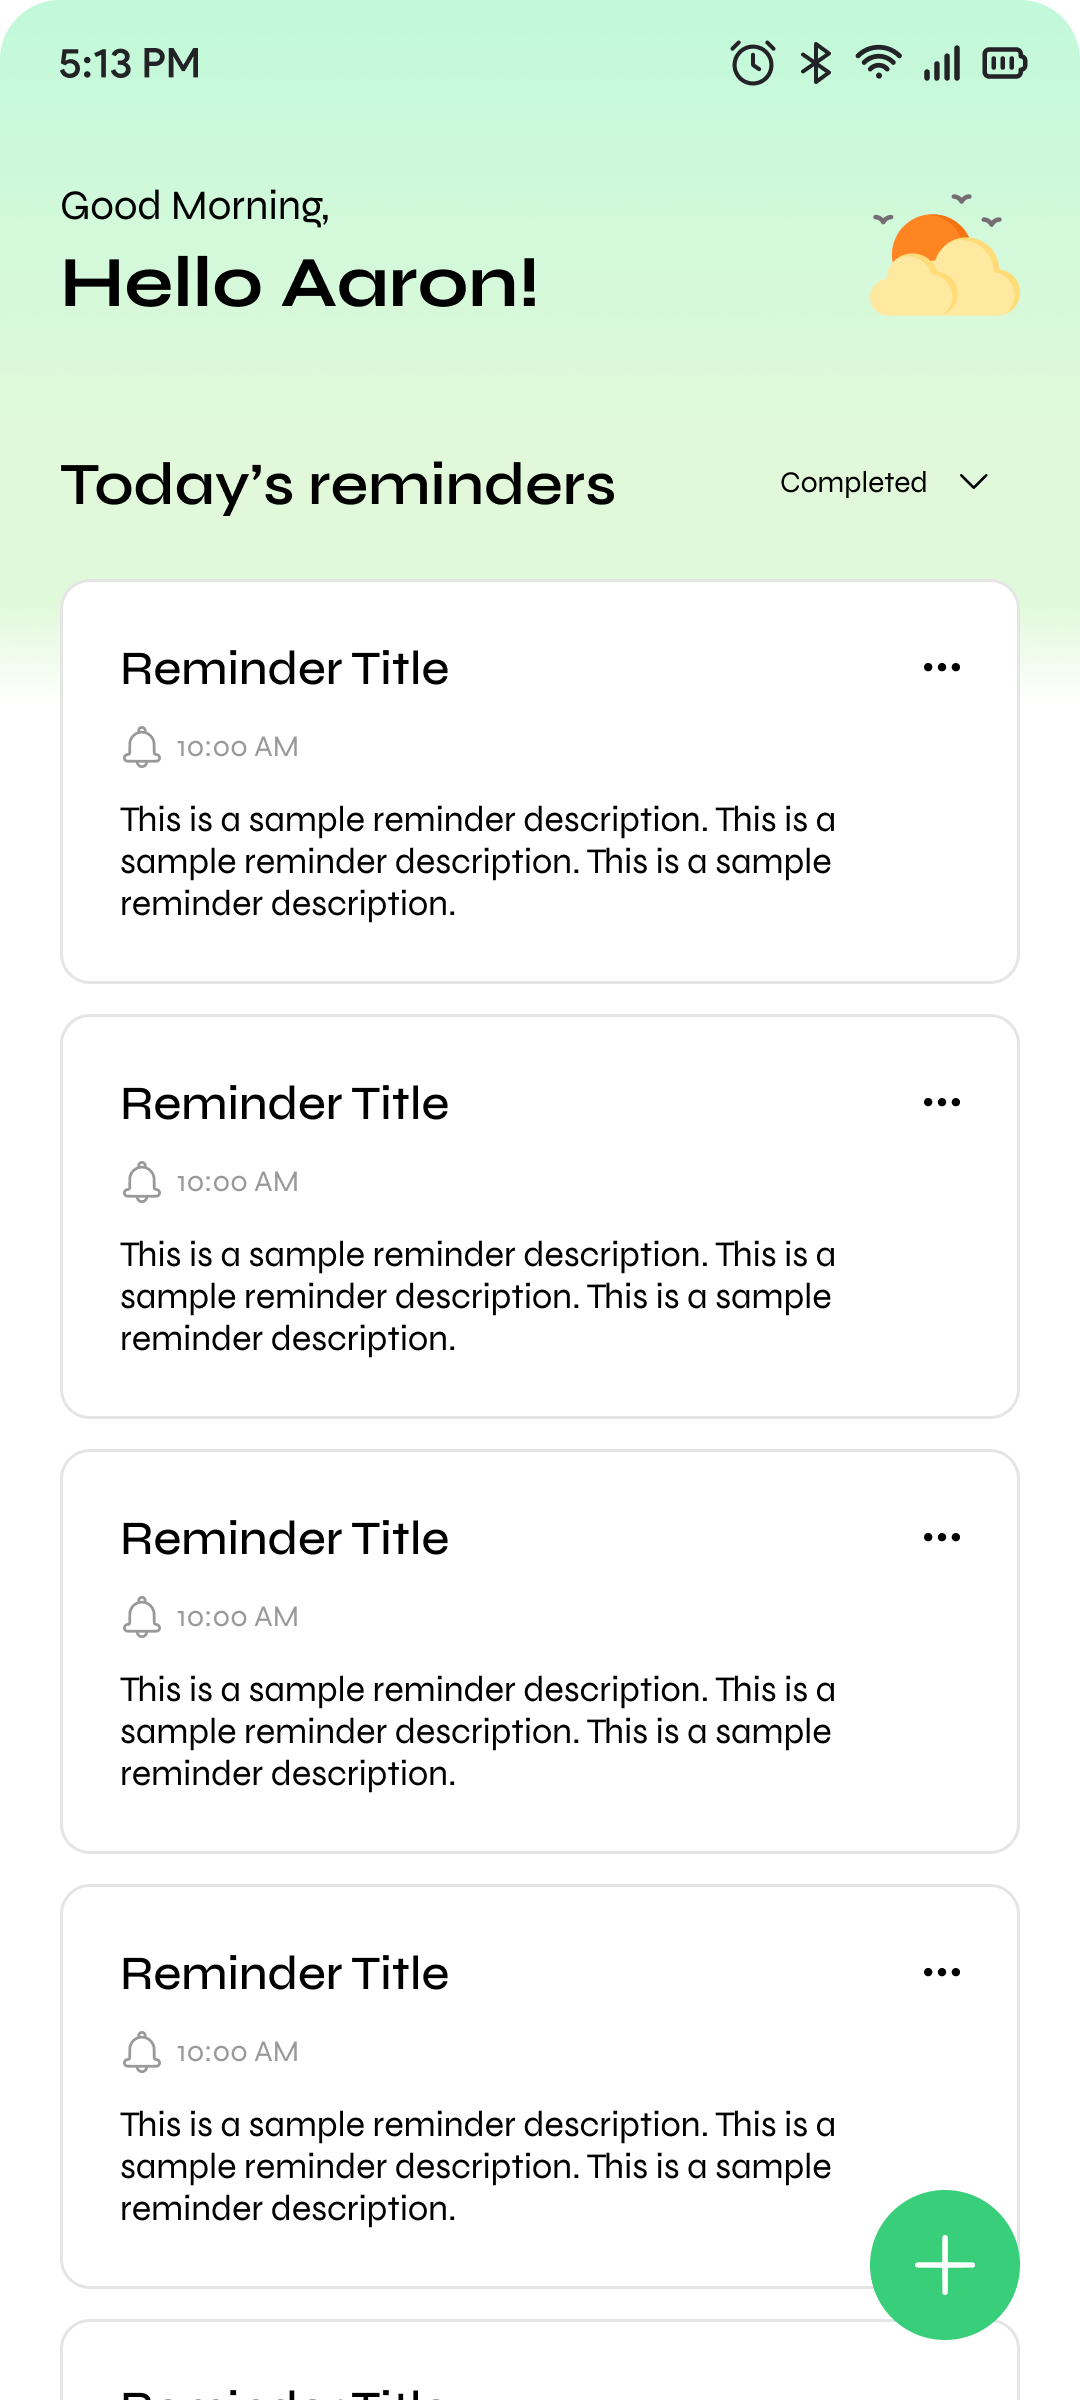 5:13 PM
Good Morning,
Hello Aaron!
Today’s reminders
Completed
Reminder Title
10:00 AM
This is a sample reminder description. This is a
sample reminder description. This is a sample
reminder description.
Reminder Title
10:00 AM
This is a sample reminder description. This is a
sample reminder description. This is a sample
reminder description.
Reminder Title
10:00 AM
This is a sample reminder description. This is a
sample reminder description. This is a sample
reminder description.
Reminder Title
10:00 AM
This is a sample reminder description. This is a
sample reminder description. This is a sample
reminder description.
Reminder Title